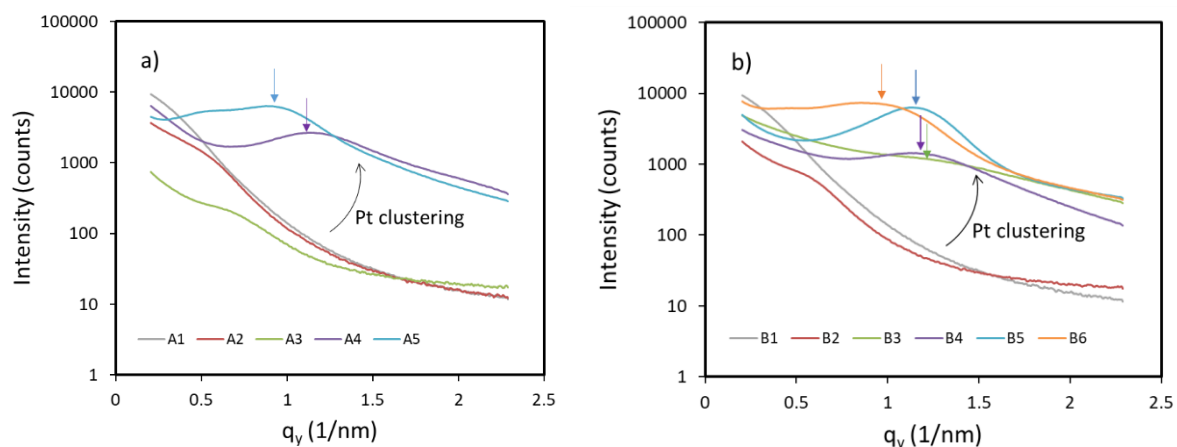 a)
Intensity (counts)
100000
10000
1000
100
10
1
Pt clustering
A1 A2 A3 A4 A5
0 0.5 1 1.5 2 2.5
qy (1/nm)
b)
Intensity (counts)
100000
10000
1000
100
10
1
Pt clustering
B1 B2 B3 B4 B5 B6
0 0.5 1 1.5 2 2.5
qy (1/nm)